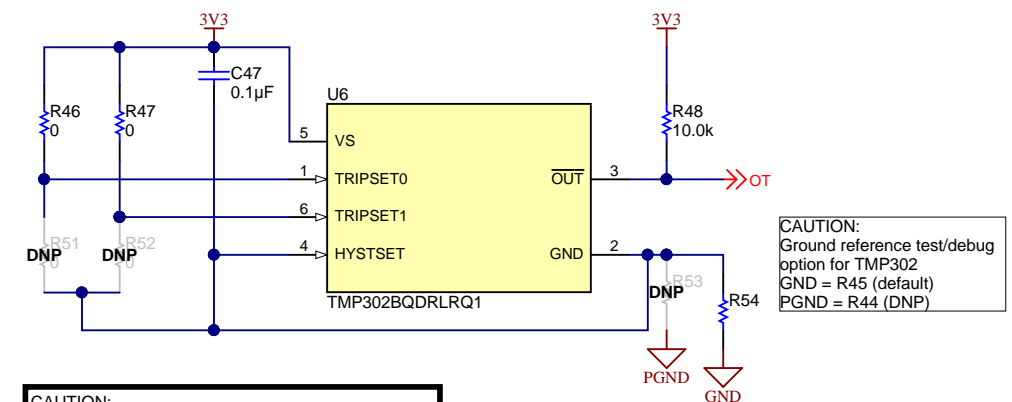 3V3
3V3
C47
0.1µF
U6
R46
0
R47
0
R48
10.0k
5
VS
1
TRIPSET0
OUT
3
OT
6
TRIPSET1
4
HYSTSET
GND
2
R51
DNP
0
R52
DNP
0
TMP302BQDRLRQ1
R53
DNP
R54
PGND
GND
CAUTION:
Ground reference test/debug
option for TMP302
GND = R45 (default)
PGND = R44 (DNP)
CAUTION: